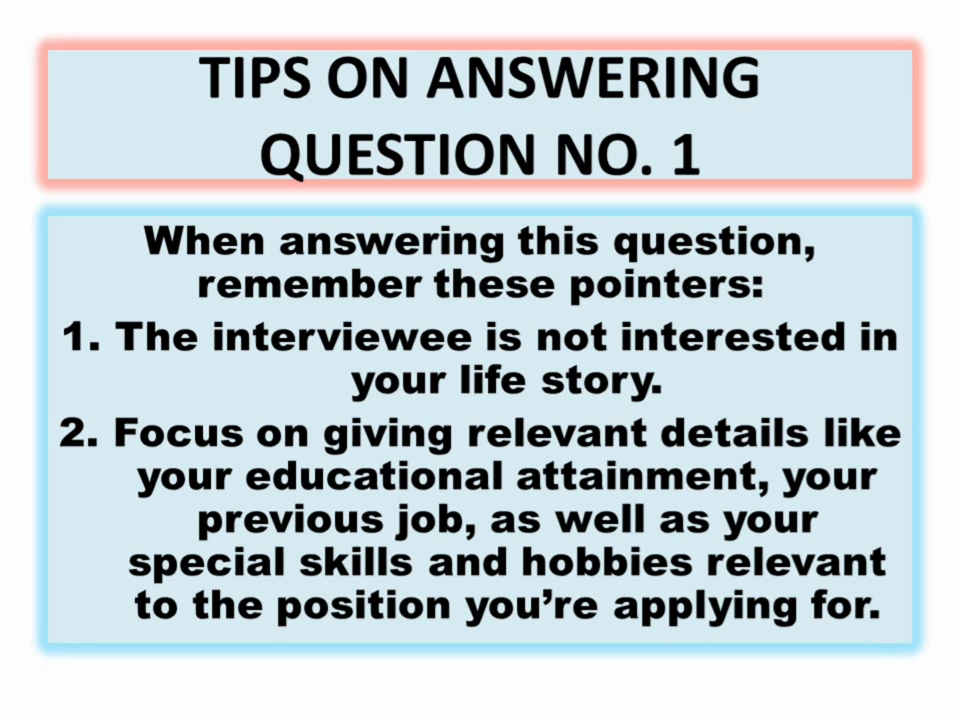 TIPS ON ANSWERING
QUESTION NO. 1
When answering this question,
remember these pointers:
1. The interviewee is not interested in
your life story.
2. Focus on giving relevant details like
your educational attainment, your
previous job, as well as your
special skills and hobbies relevant
to the position you’re applying for.